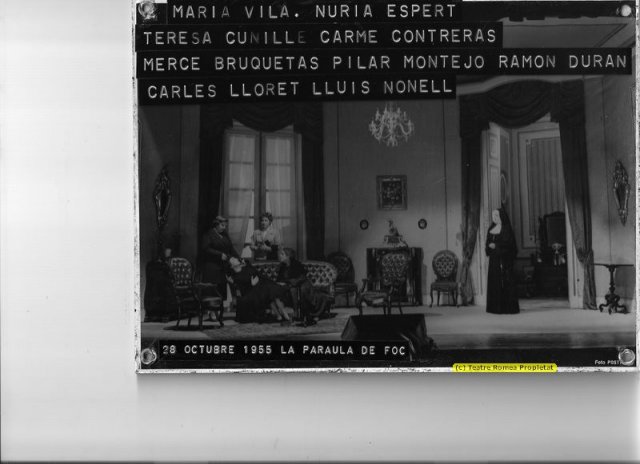 MARIA VILA. NURIA ESPERT
TERESA CUNILLE CARME CONTRERAS
MERCE BRUQUETAS PILAR MONTEJO RAMON DURAN
CARLES LLORET LLUIS NONELL
28 OCTUBRE 1955 LA PARAULA DE FOC
(c) Teatre Romea Propietat
Foto